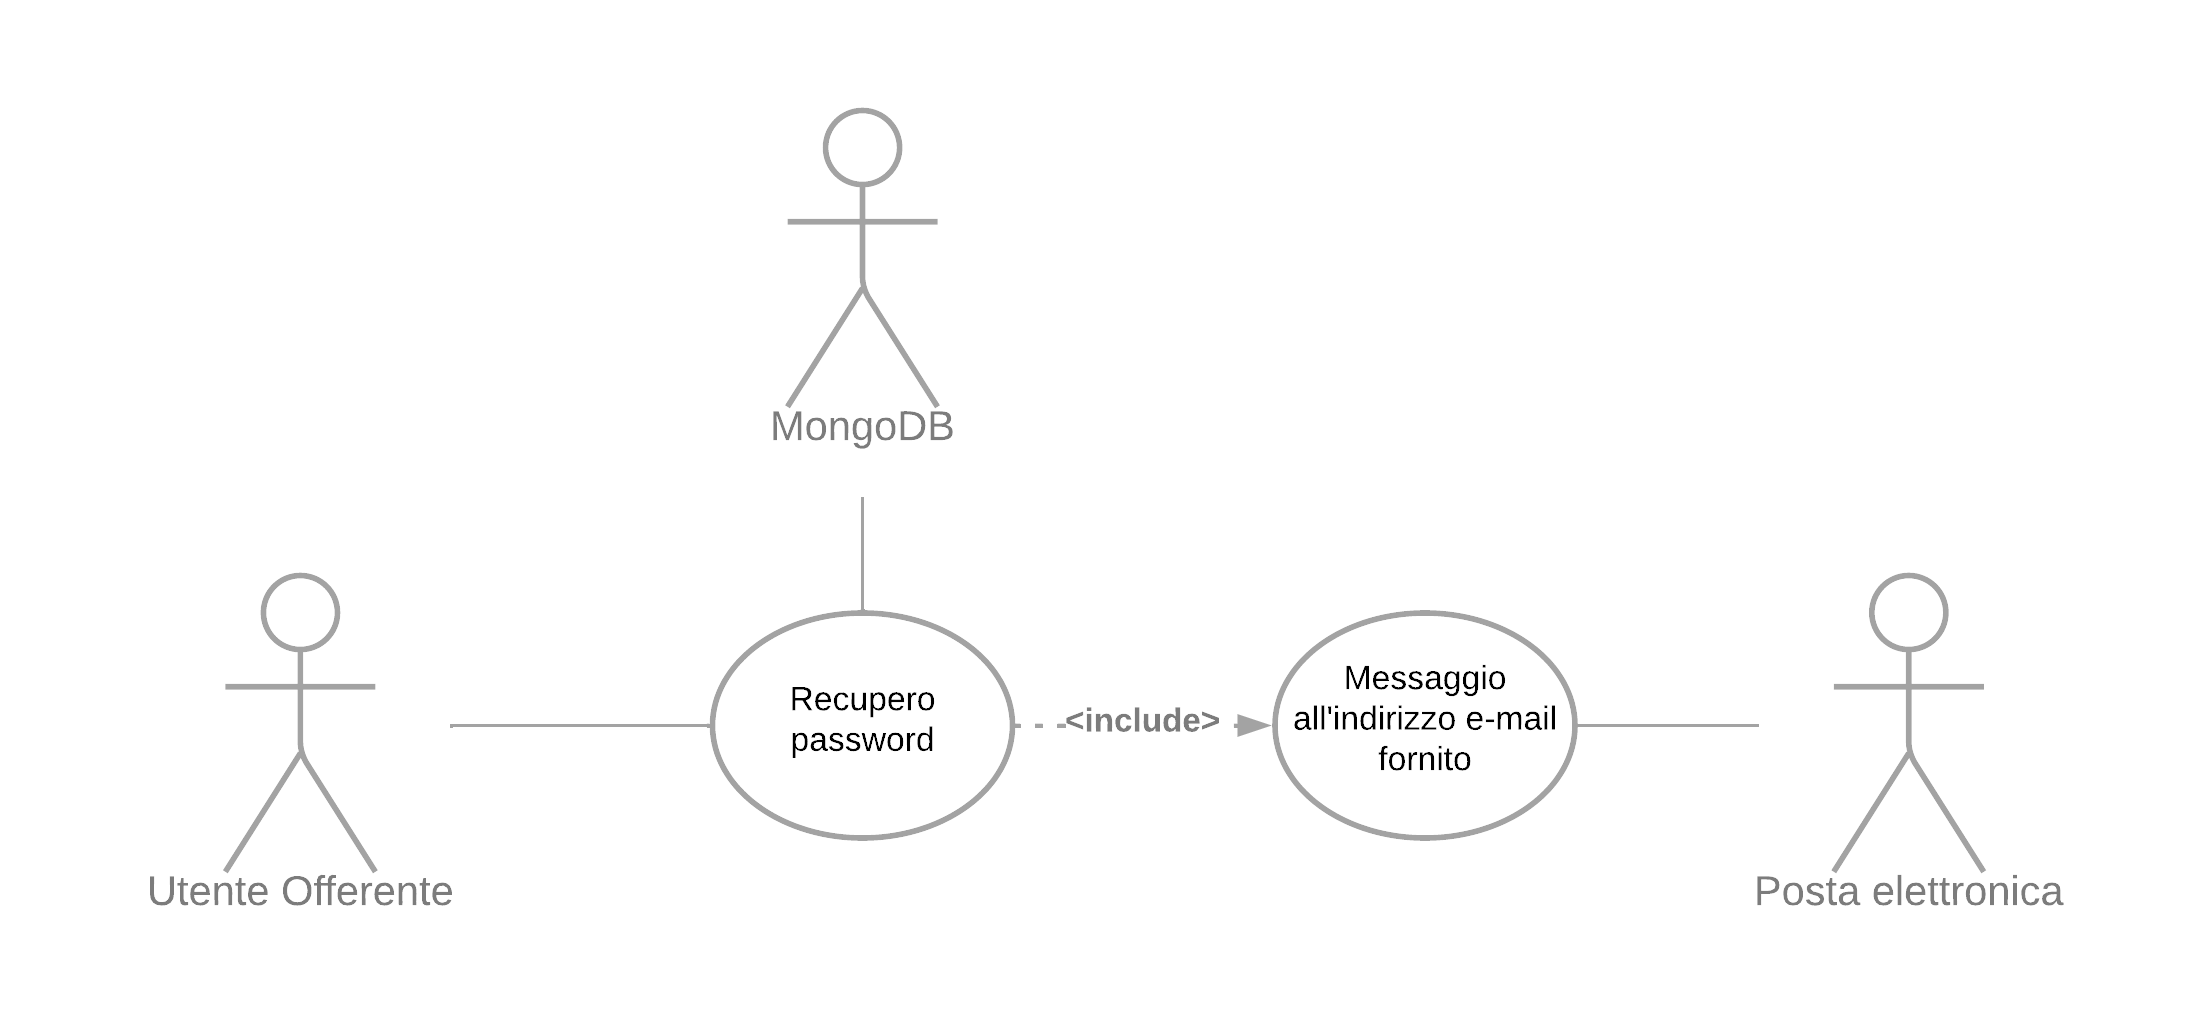 MongoDB
Recupero
password
<include>
Messaggio
all'indirizzo e-mail
fornito
Utente Offerente
Posta elettronica